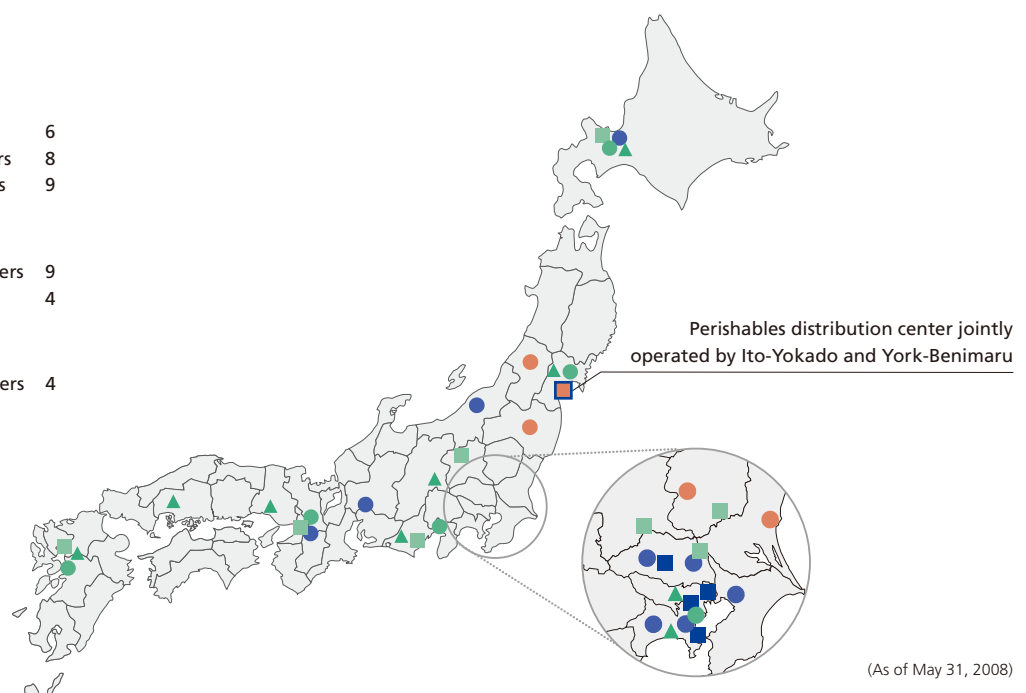 6
rs 8
s 9
ers 9
4
Perishables distribution center jointly
operated by Ito-Yokado and York-Benimaru
ers 4
(As of May 31, 2008)